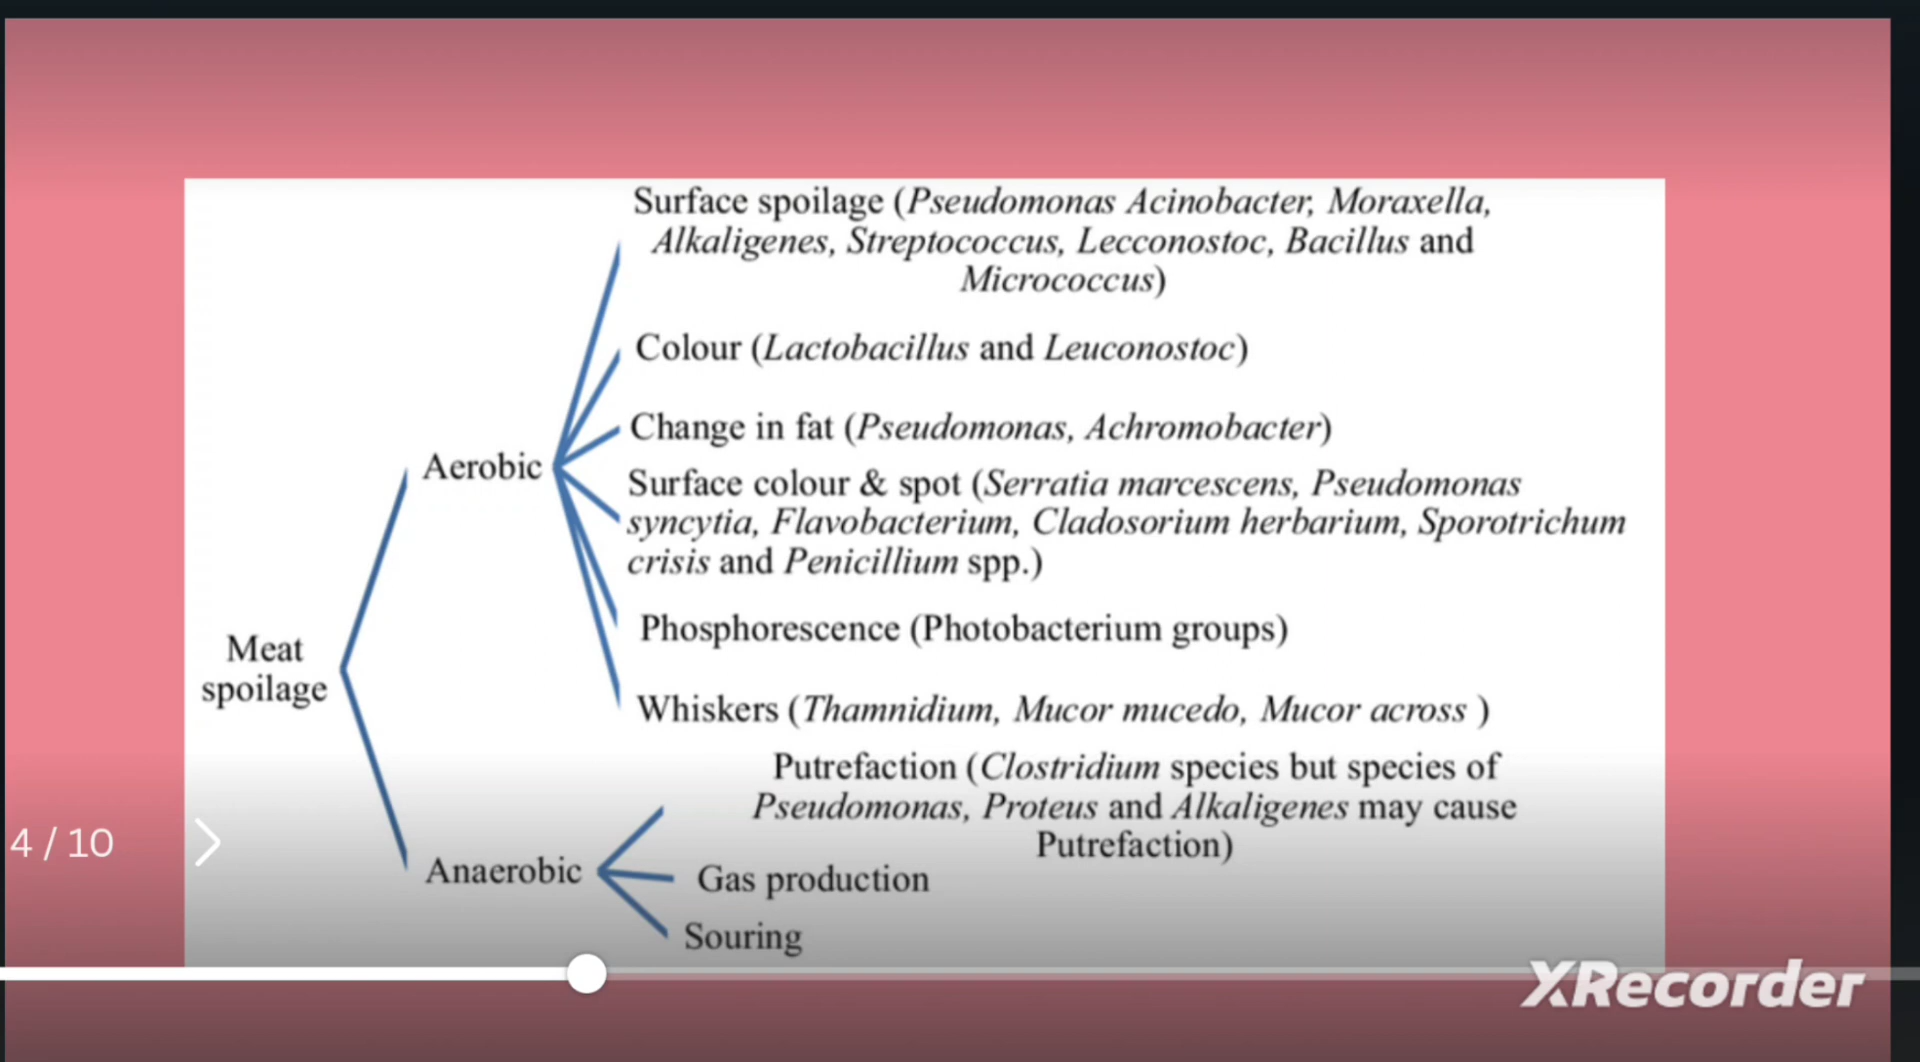 Surface spoilage (Pseudomonas Acinobacter, Moraxella,
Alkaligenes, Streptococcus, Lecconostoc, Bacillus and
Micrococcus)
Colour (Lactobacillus and Leuconostoc)
Change in fat (Pseudomonas, Achromobacter)
Aerobic
Surface colour & spot (Serratia marcescens, Pseudomonas
syncytia, Flavobacterium, Cladosorium herbarium, Sporotrichum
crisis and Penicillium spp.)
Phosphorescence (Photobacterium groups)
Meat
spoilage
Whiskers (Thamnidium, Mucor mucedo, Mucor across )
Putrefaction (Clostridium species but species of
Pseudomonas, Proteus and Alkaligenes may cause
Putrefaction)
4 / 10
Anaerobic
Gas production
Souring
XRecorder